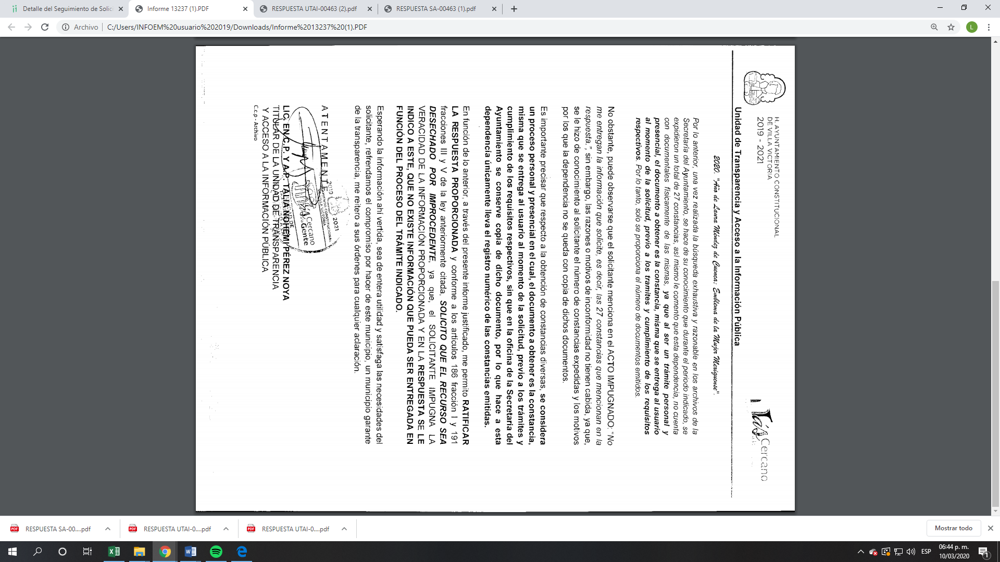 Detalle del Seguimiento de Solici
Informe 13237 (1).PDF
RESPUESTA UTAI-00463 (2).pdf
RESPUESTA SA-00463 (1).pdf
Archivo
C:/Users/INFOEM%20usuario%202019/Downloads/Informe%2013237%20(1).PDF
L
H. AYUNTAMIENTO CONSTITUCIONAL
DE VILLA VICTORIA
2019 - 2021
Más Cercano
Unidad de Transparencia y Acceso a la Información Pública
2020. "Año de Laura Méndez de Cuenca; Emblema de la Mujer Mexiquense".
Por lo anterior, una vez realizada la búsqueda exhaustiva y razonable en los archivos de la
Secretaría del Ayuntamiento, se hace de su conocimiento que durante el periodo indicado, se
expidieron un total de 27 constancias, así mismo le comento que esta dependencia, no cuenta
con documentales físicamente de las mismas, ya que al ser un trámite personal y
presencial, el documento a obtener es la constancia, misma que se entrega al usuario
al momento de la solicitud, previo a los tramites y cumplimiento de los requisitos
respectivos. Por lo tanto, solo se proporciona el número de documentos emitidos.
No obstante, puede observarse que el solicitante menciona en el ACTO IMPUGNADO: "No
me entregan la información que solicite, es decir, las 27 constancias que mencionan en la
respuesta.", sin embargo, las razones o motivos de inconformidad no tienen cabida, ya que,
se le hizo de conocimiento al solicitante el número de constancias expedidas y los motivos
por los que la dependencia no se queda con copia de dichos documentos.
Es importante precisar que respecto a la obtención de constancias diversas, se considera
un proceso personal y presencial en el cual, el documento a obtener es la constancia,
misma que se entrega al usuario al momento de la solicitud, previo a los trámites y
cumplimiento de los requisitos respectivos, sin que en la oficina de la Secretaria del
Ayuntamiento se conserve copia de dicho documento, por lo que hace a esta
dependencia únicamente lleva el registro numérico de las constancias emitidas.
En función de lo anterior, a través del presente informe justificado, me permito RATIFICAR
LA RESPUESTA PROPORCIONADA y conforme a los artículos 186 fracción I y 191
fracciones III y V de la ley anteriormente citada, SOLICITO QUE EL RECURSO SEA
DESECHADO POR IMPROCEDENTE, ya que, el SOLICITANTE IMPUGNA LA
VERACIDAD DE LA INFORMACIÓN PROPORCIONADA Y EN LA RESPUESTA SE LE
INDICO A ESTE, QUE NO EXISTE INFORMACIÓN QUE PUEDA SER ENTREGADA EN
FUNCIÓN DEL PROCESO DEL TRÁMITE INDICADO.
Esperando la información ahí vertida, sea de entera utilidad y satisfaga las necesidades del
solicitante, refrendamos el compromiso por hacer de este municipio, un municipio garante
de la transparencia, me reitero a sus órdenes para cualquier aclaración.
ATENTAMENTE
2019 2021
Cercano
Gente
LIC. EN C.P. Y A.P. TALIA NOHEMI PÉREZ NOYA
TITULAR DE LA UNIDAD DE TRANSPARENCIA
Y ACCESO A LA INFORMACIÓN PÚBLICA
C.c.p - Archivo
RESPUESTA SA-00....pdf
RESPUESTA UTAI-0....pdf
RESPUESTA UTAI-0....pdf
Mostrar todo
ESP
06:44 p. m.
10/03/2020
1